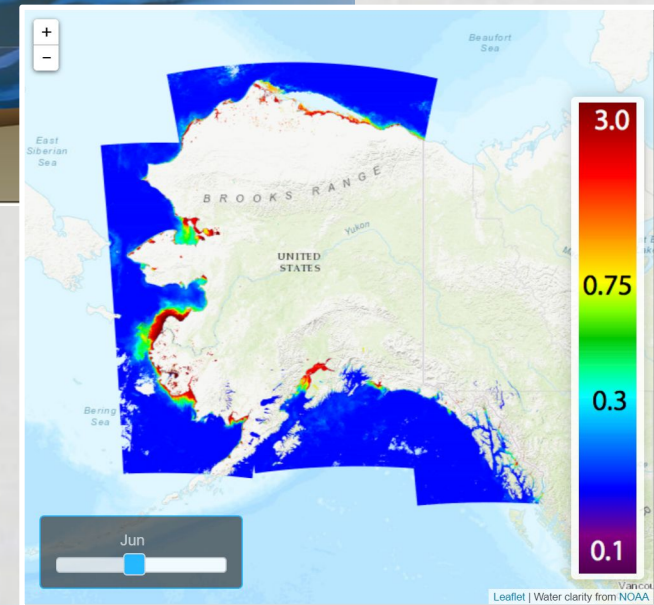 +
−
Beaufort
Sea
East
Siberian
Sea
3.0
BROOKS RANGE
Yukon
UNITED
STATES
0.75
0.3
Bering
Sea
Jun
0.1
Vancou
Leaflet | Water clarity from NOAA